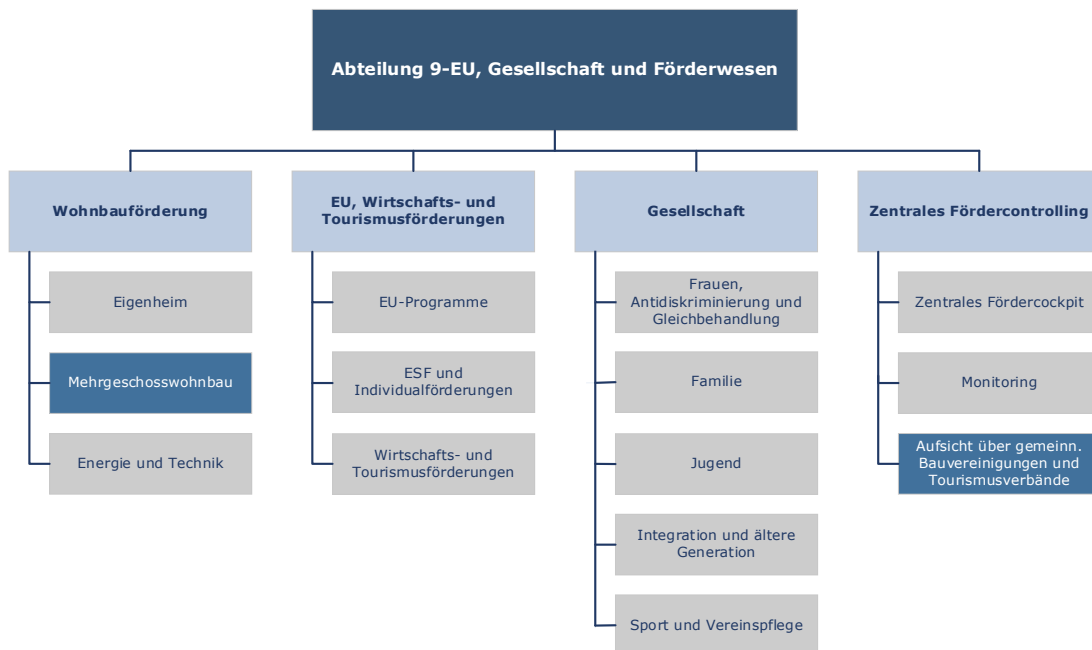 Abteilung 9-EU, Gesellschaft und Förderwesen
Wohnbauförderung
Eigenheim
Mehrgeschosswohnbau
Energie und Technik
EU, Wirtschafts- und
Tourismusförderungen
EU-Programme
ESF und
Individualförderungen
Wirtschafts- und
Tourismusförderungen
Gesellschaft
Frauen,
Antidiskriminierung und
Gleichbehandlung
Familie
Jugend
Integration und ältere
Generation
Sport und Vereinspflege
Zentrales Fördercontrolling
Zentrales Fördercockpit
Monitoring
Aufsicht über gemeinn.
Bauvereinigungen und
Tourismusverbände